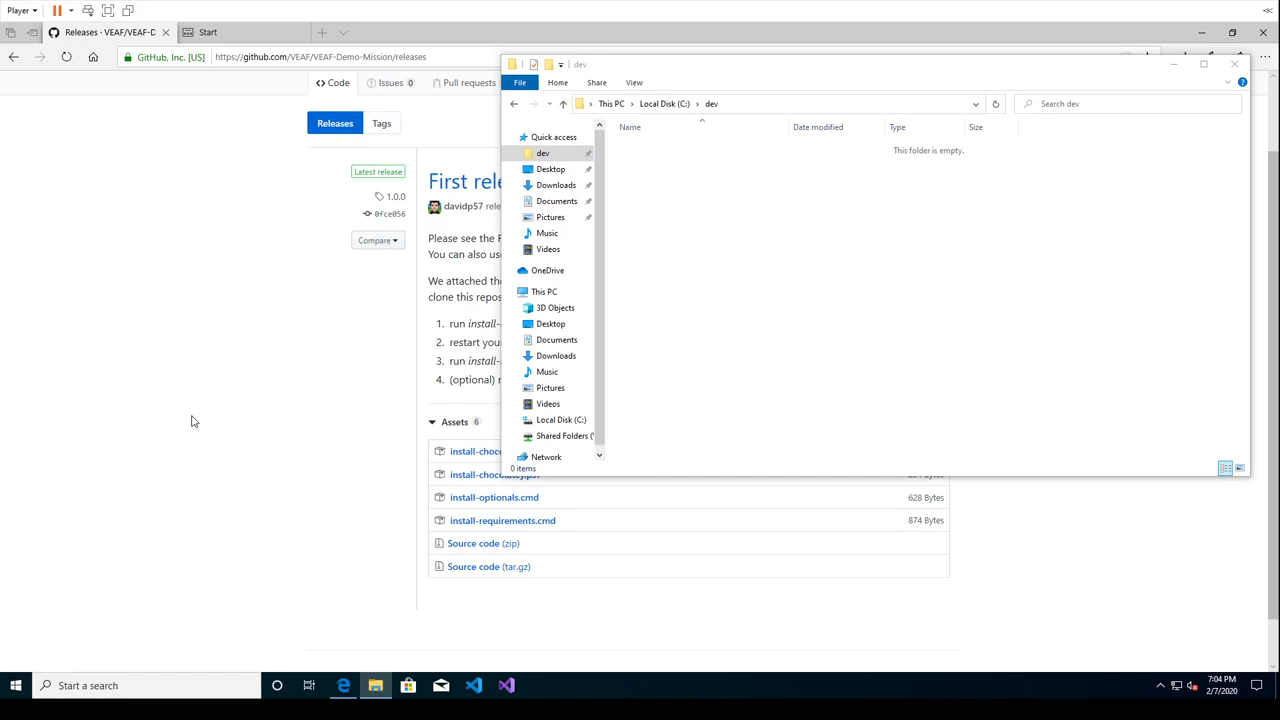 Player
Releases · VEAF/VEAF-D
Start
GitHub, Inc. [US]
https://github.com/VEAF/VEAF-Demo-Mission/releases
dev
File
Home
Share
View
This PC
Local Disk (C:)
dev
Search dev
Code
Issues 0
Pull requests
Releases
Tags
Latest release
1.0.0
0fce056
Compare
First rele
davidp57 rele
Please see the
You can also us
We attached the
clone this repos
1. run install-
2. restart you
3. run install-
4. (optional) r
Assets 6
install-choc
install-optionals.cmd
628 Bytes
install-requirements.cmd
874 Bytes
Source code (zip)
Source code (tar.gz)
Name
Date modified
Type
Size
This folder is empty.
Quick access
dev
Desktop
Downloads
Documents
Pictures
Music
Videos
OneDrive
This PC
3D Objects
Desktop
Documents
Downloads
Music
Pictures
Videos
Local Disk (C:)
Shared Folders (
Network
0 items
Start a search
7:04 PM
2/7/2020